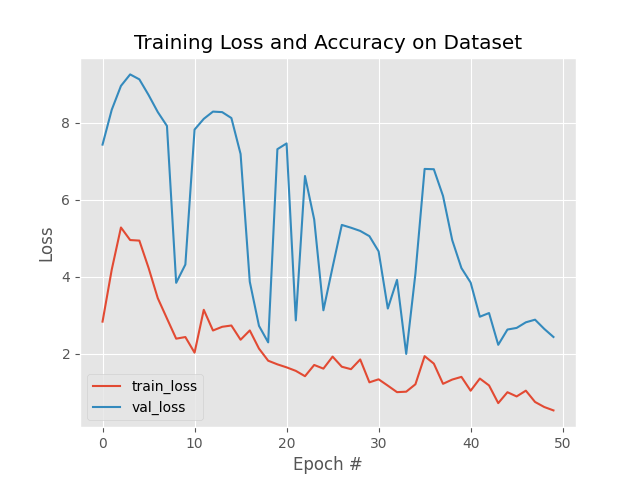 Training Loss and Accuracy on Dataset
Loss
8
6
4
2
train_loss
val_loss
0 10 20 30 40 50
Epoch #